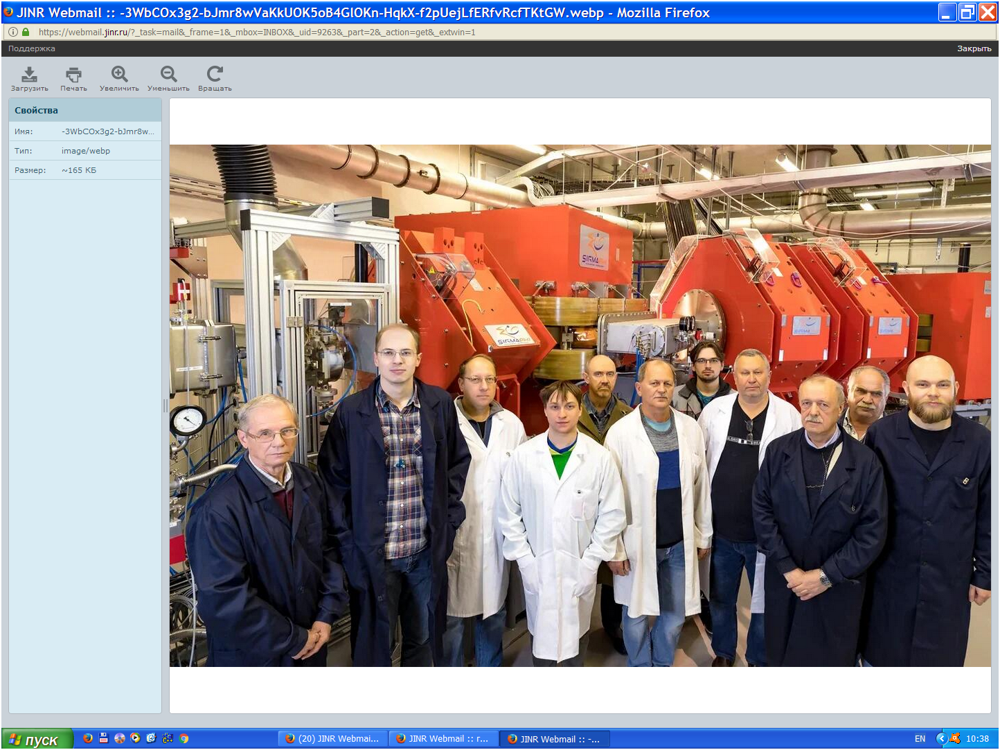 JINR Webmail :: -3WbCOx3g2-bJmr8wVaKkUOK5oB4GlOKn-HqkX-f2pUejLfERfvRcfTKtGW.webp - Mozilla Firefox
https://webmail.jinr.ru/?_task=mail&_frame=1&_mbox=INBOX&_uid=9263&_part=2&_action=get&_extwin=1
Поддержка
Закрыть
Загрузить Печать Увеличить Уменьшить Вращать
Свойства
Имя: -3WbCOx3g2-bJmr8w...
Тип: image/webp
Размер: ~165 КБ
SIGMAPHI
SIGMAPHI
пуск
(20) JINR Webmai...
JINR Webmail :: r...
JINR Webmail :: -...
EN
10:38